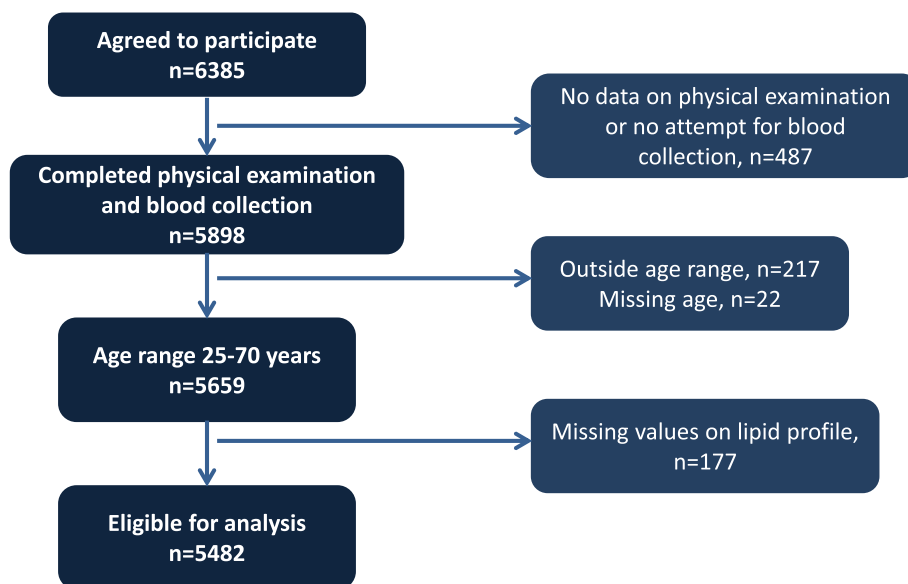 Agreed to participate
n=6385
No data on physical examination
or no attempt for blood
collection, n=487
Completed physical examination
and blood collection
n=5898
Outside age range, n=217
Missing age, n=22
Age range 25-70 years
n=5659
Missing values on lipid profile,
n=177
Eligible for analysis
n=5482